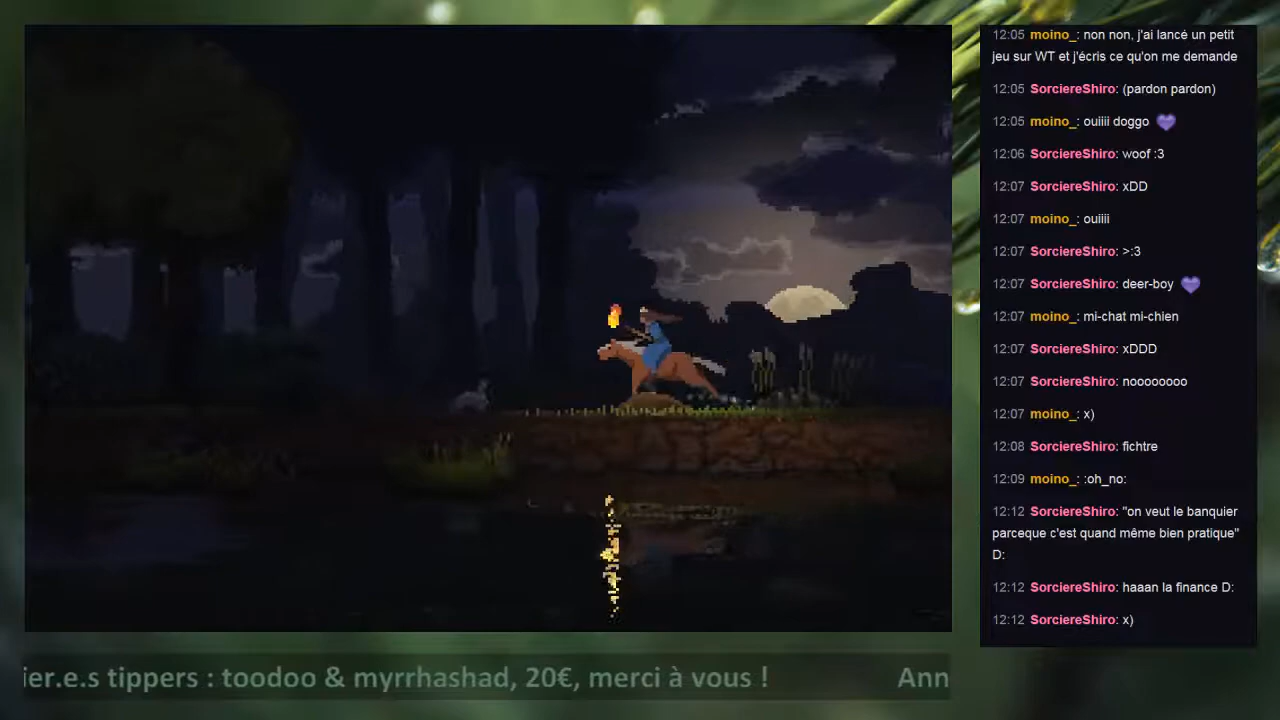 12:05 moino_: non non, j'ai lancé un petit
jeu sur WT et j'écris ce qu'on me demande
12:05 SorciereShiro: (pardon pardon)
12:05 moino_: ouiiii doggo
12:06 SorciereShiro: woof :3
12:07 SorciereShiro: xDD
12:07 moino_: ouiiii
12:07 SorciereShiro: >:3
12:07 SorciereShiro: deer-boy
12:07 moino_: mi-chat mi-chien
12:07 SorciereShiro: xDDD
12:07 SorciereShiro: noooooooo
12:07 moino_: x)
12:08 SorciereShiro: fichtre
12:09 moino_: :oh_no:
12:12 SorciereShiro: "on veut le banquier
parceque c'est quand même bien pratique"
D:
12:12 SorciereShiro: haaan la finance D:
12:12 SorciereShiro: x)
ier.e.s tippers : toodoo & myrrhashad, 20€, merci à vous ! Ann